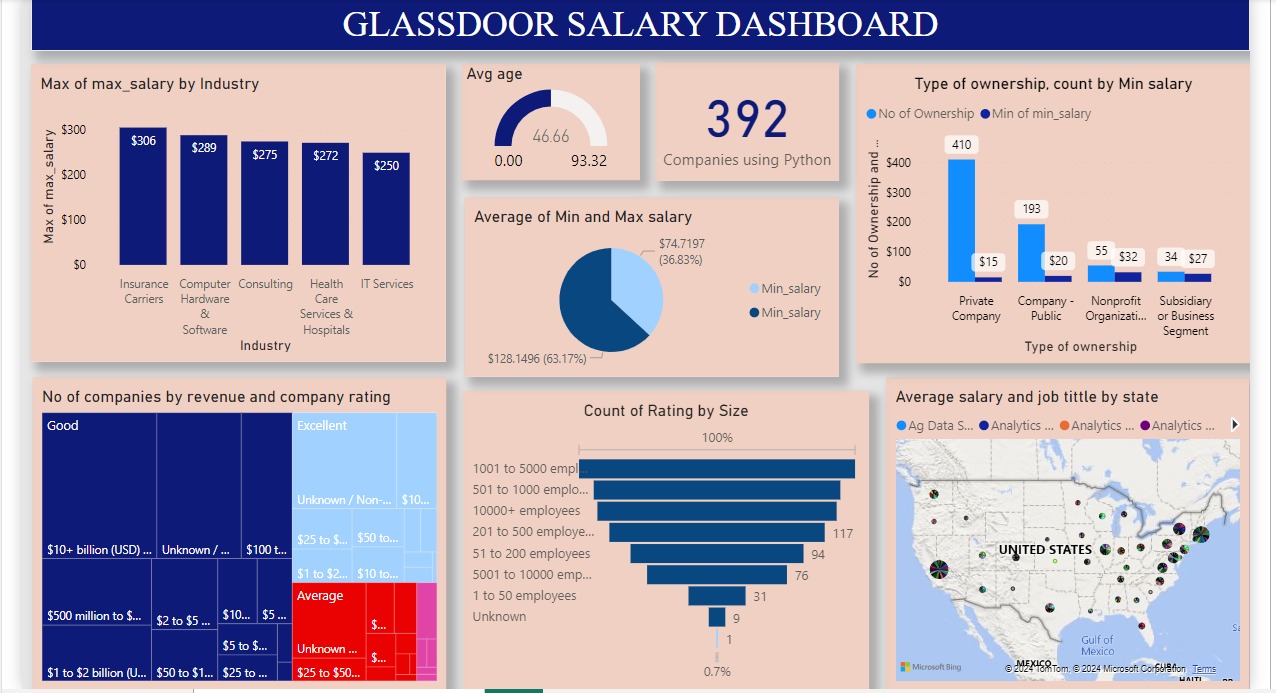 GLASSDOOR SALARY DASHBOARD
Max of max_salary by Industry
Max of max_salary
$300
$200
$100
$0
$306
$289
$275
$272
$250
Insurance
Carriers
Computer
Hardware
&
Software
Consulting
Health
Care
Services &
Hospitals
IT Services
Industry
Avg age
46.66
0.00
93.32
392
Companies using Python
Average of Min and Max salary
$74.7197
(36.83%)
$128.1496 (63.17%)
Min_salary
Min_salary
Type of ownership, count by Min salary
No of Ownership
Min of min_salary
No of Ownership and ...
$400
$300
$200
$100
$0
410
$15
193
$20
55
$32
34
$27
Private
Company
Company -
Public
Nonprofit
Organizati...
Subsidiary
or Business
Segment
Type of ownership
No of companies by revenue and company rating
Good
$10+ billion (USD) ...
Unknown / ...
$100 t...
$500 million to $...
$2 to $5 ...
$10...
$5 ...
$5 to $...
$1 to $2 billion (U...
$50 to $1...
$25 to ...
Excellent
Unknown / Non-...
$10...
$25 to $...
$50 to...
$1 to $2...
$10 to...
Average
$...
Unknown ...
$...
$25 to $50...
Count of Rating by Size
100%
1001 to 5000 empl...
501 to 1000 emplo...
10000+ employees
201 to 500 employe...
117
51 to 200 employees
94
5001 to 10000 emp...
76
1 to 50 employees
31
Unknown
9
1
0.7%
Average salary and job tittle by state
Ag Data S...
Analytics ...
Analytics ...
Analytics ...
UNITED STATES
Gulf of
Mexico
Sa
MEXICO
CUBA
HAITI
Microsoft Bing
© 2024 TomTom, © 2024 Microsoft Corporation
Terms